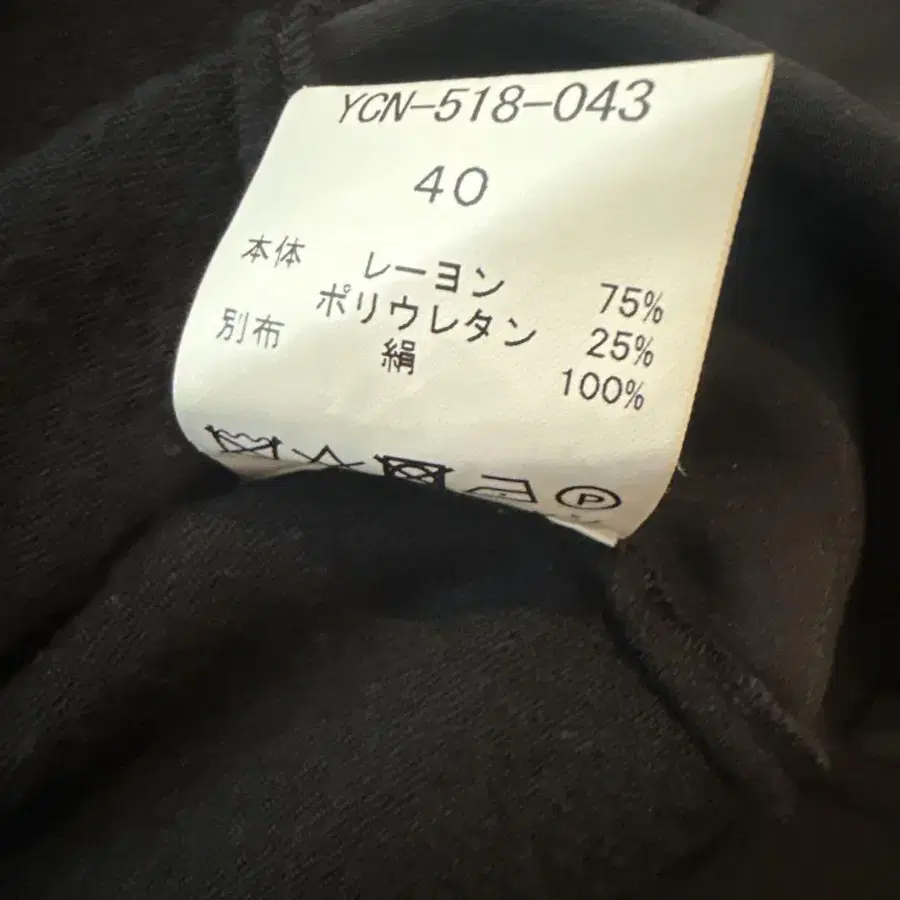 YCN-518-043
40
本体 レーヨン 75%
ポリウレタン 25%
別布 絹 100%
P